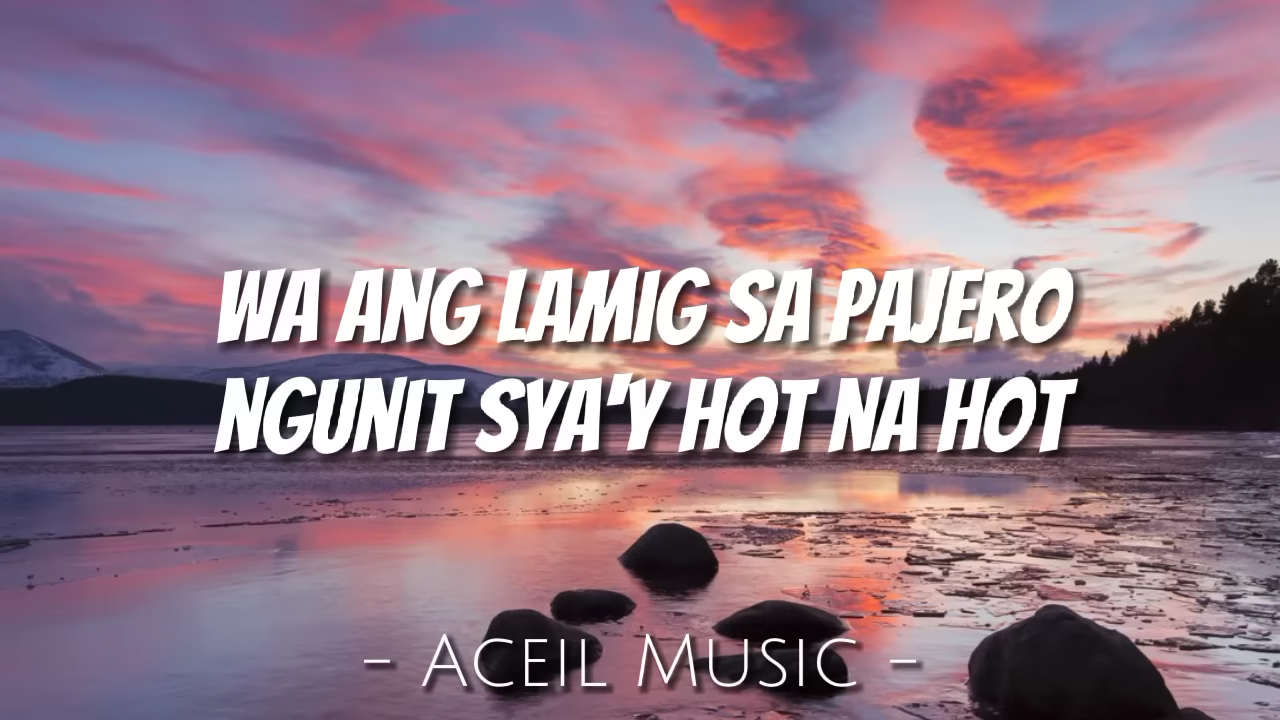 WA ANG LAMIG SA PAJERO
NGUNIT SYA'Y HOT NA HOT
- ACEIL MUSIC -